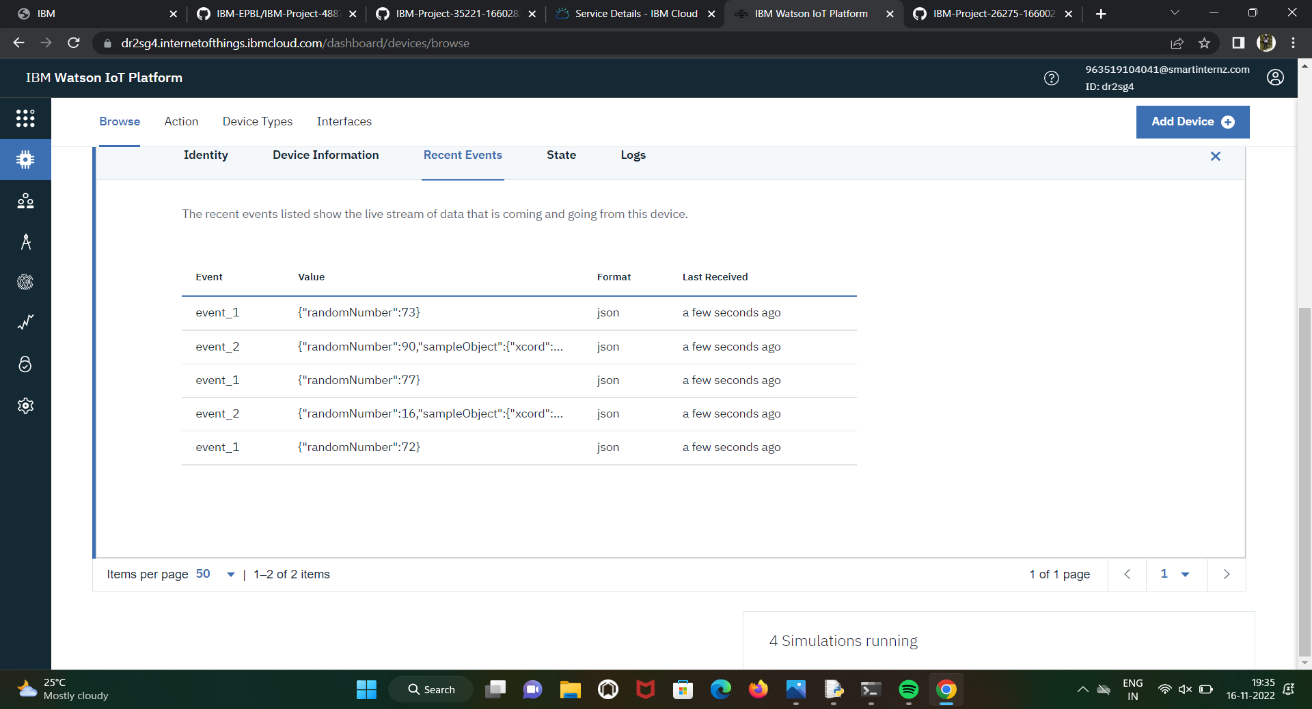 IBM
IBM-EPBL/IBM-Project-488
IBM-Project-35221-166028
Service Details - IBM Cloud
IBM Watson IoT Platform
IBM-Project-26275-166002
dr2sg4.internetofthings.ibmcloud.com/dashboard/devices/browse
IBM Watson IoT Platform
963519104041@smartinternz.com
ID: dr2sg4
Browse
Action
Device Types
Interfaces
Add Device
Identity
Device Information
Recent Events
State
Logs
The recent events listed show the live stream of data that is coming and going from this device.
Event Value Format Last Received
event_1 {"randomNumber":73} json a few seconds ago
event_2 {"randomNumber":90,"sampleObject":{"xcord":... json a few seconds ago
event_1 {"randomNumber":77} json a few seconds ago
event_2 {"randomNumber":16,"sampleObject":{"xcord":... json a few seconds ago
event_1 {"randomNumber":72} json a few seconds ago
Items per page 50 | 1–2 of 2 items
1 of 1 page
1
4 Simulations running
25°C
Mostly cloudy
Search
ENG
IN
19:35
16-11-2022